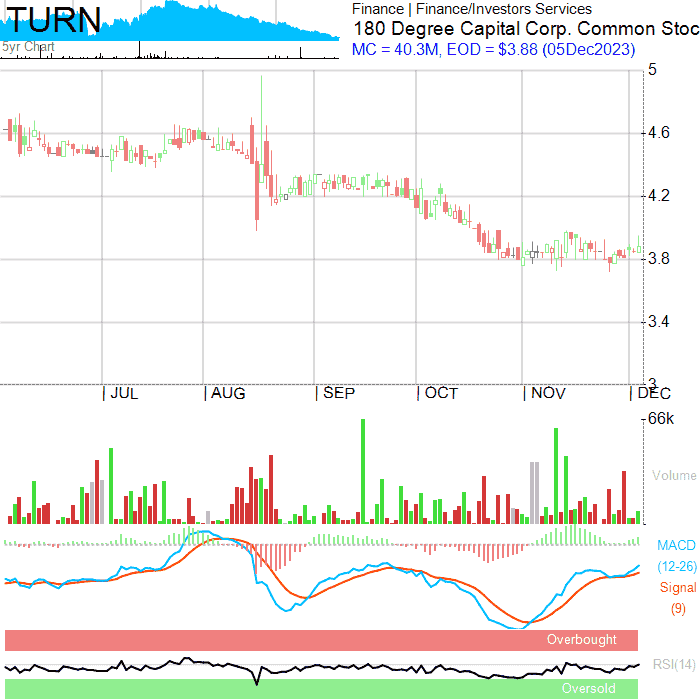 TURN
5yr Chart
Finance | Finance/Investors Services
180 Degree Capital Corp. Common Stoc
MC = 40.3M, EOD = $3.88 (05Dec2023)
5
4.6
4.2
3.8
3.4
3
| JUL | AUG | SEP | OCT | NOV | DEC
66k
Volume
MACD
(12-26)
Signal
(9)
Overbought
RSI(14)
Oversold